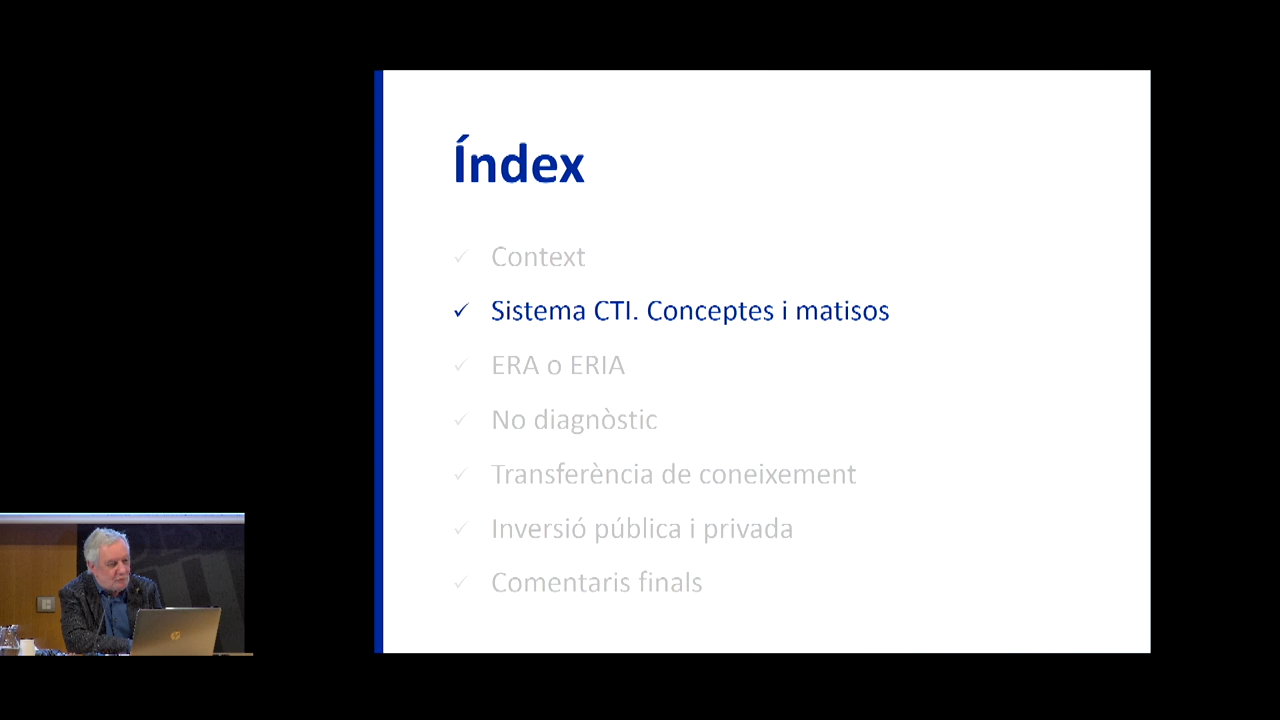 Índex
✓ Context
✓ Sistema CTI. Conceptes i matisos
✓ ERA o ERIA
✓ No diagnòstic
✓ Transferència de coneixement
✓ Inversió pública i privada
✓ Comentaris finals